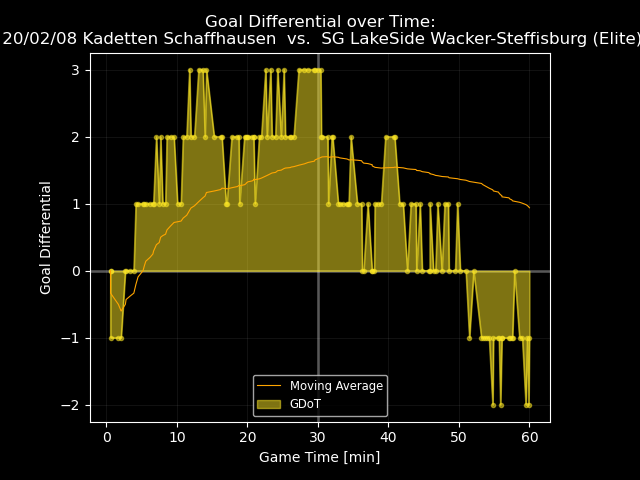 Goal Differential over Time:
20/02/08 Kadetten Schaffhausen  vs.  SG LakeSide Wacker-Steffisburg (Elite)
3
2
1
0
−1
−2
Goal Differential
Moving Average
GDoT
0 10 20 30 40 50 60
Game Time [min]